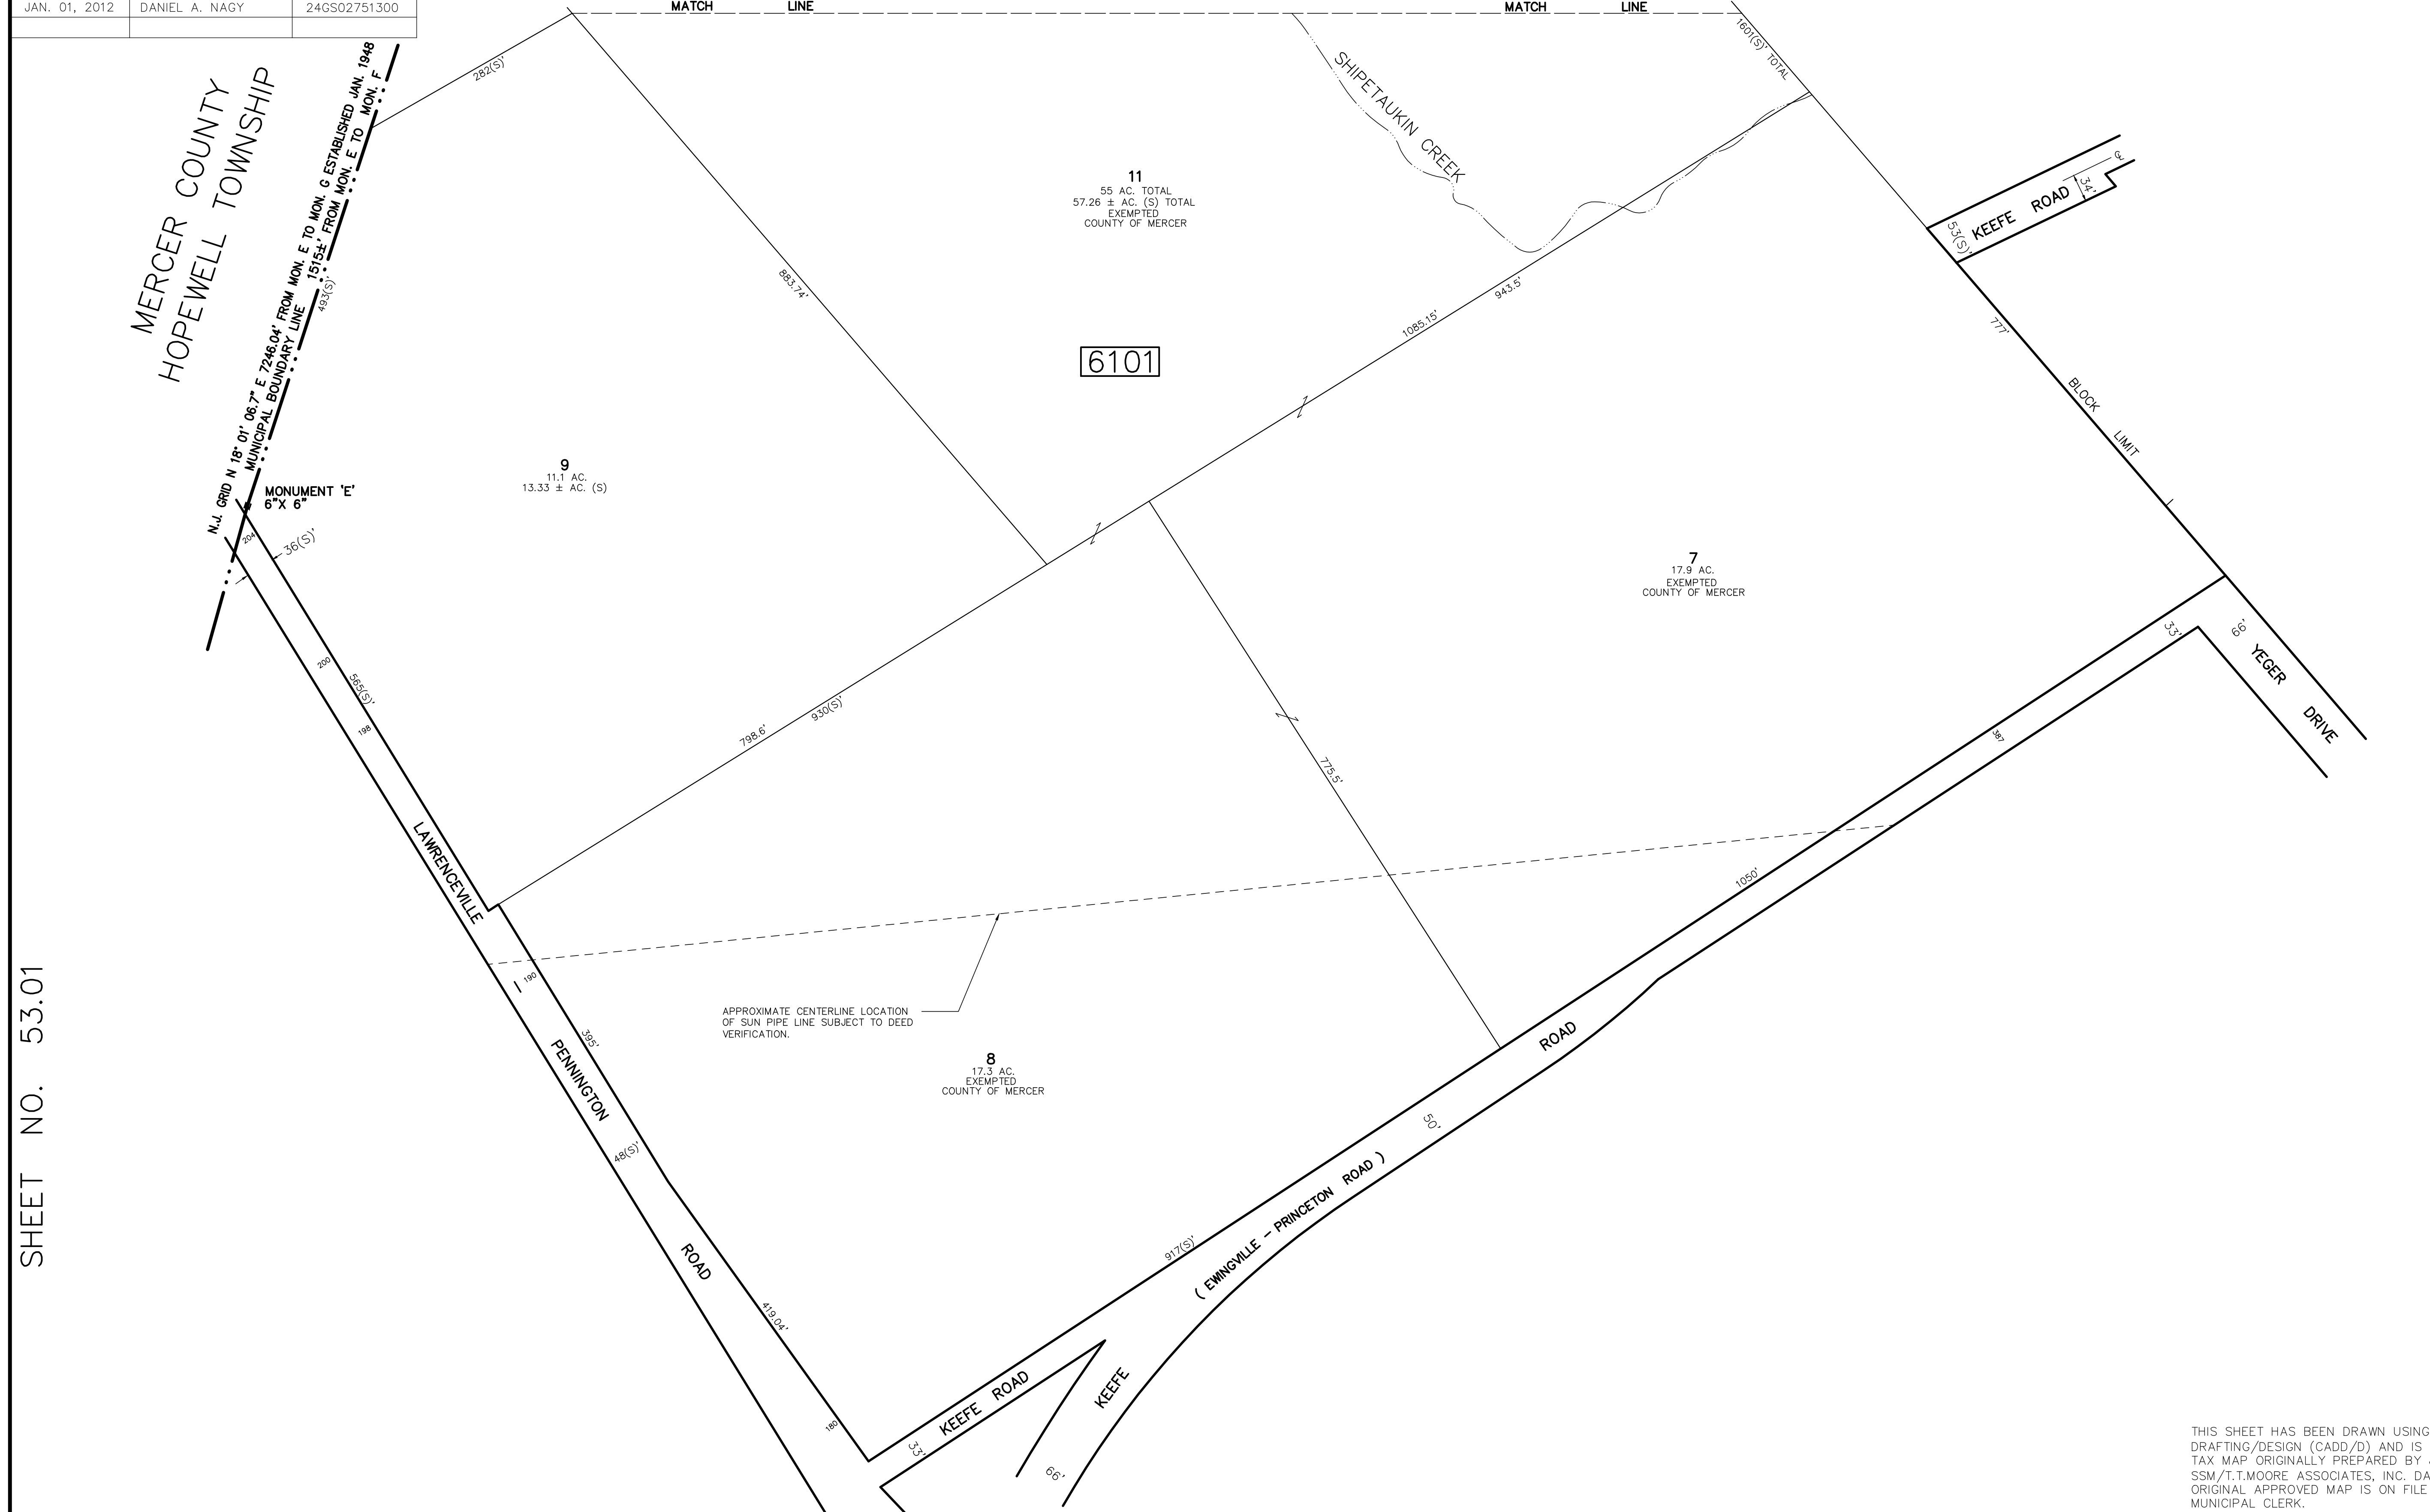 JAN. 01, 2012 DANIEL A. NAGY 24GS02751300
MATCH LINE
MATCH LINE
1601(S)' TOTAL
282(S)'
MERCER COUNTY
HOPEWELL TOWNSHIP
N.J. GRID N 18° 01' 06.7" E 7246.04' FROM MON. E TO MON. G ESTABLISHED JAN. 1948
MUNICIPAL BOUNDARY LINE 1515±' FROM MON. E TO MON. F
493(S)'
SHIPETAUKIN CREEK
11
55 AC. TOTAL
57.26 ± AC. (S) TOTAL
EXEMPTED
COUNTY OF MERCER
883.74'
6101
1085.15'
943.5'
KEEFE ROAD
34'
53(S)'
777'
BLOCK LIMIT
9
11.1 AC.
13.33 ± AC. (S)
MONUMENT 'E'
6"X 6"
204
36(S)'
200
565(S)'
198
7
17.9 AC.
EXEMPTED
COUNTY OF MERCER
33'
66'
YEGER DRIVE
387
798.6'
930(S)'
775.5'
1050'
LAWRENCEVILLE
PENNINGTON
ROAD
190
395'
48(S)'
419.04'
180
APPROXIMATE CENTERLINE LOCATION
OF SUN PIPE LINE SUBJECT TO DEED
VERIFICATION.
8
17.3 AC.
EXEMPTED
COUNTY OF MERCER
917(S)'
50'
ROAD
( EWINGVILLE - PRINCETON ROAD )
KEEFE
KEEFE ROAD
33'
66'
SHEET NO. 53.01
THIS SHEET HAS BEEN DRAWN USING
DRAFTING/DESIGN (CADD/D) AND IS
TAX MAP ORIGINALLY PREPARED BY
SSM/T.T.MOORE ASSOCIATES, INC. DA
ORIGINAL APPROVED MAP IS ON FILE
MUNICIPAL CLERK.